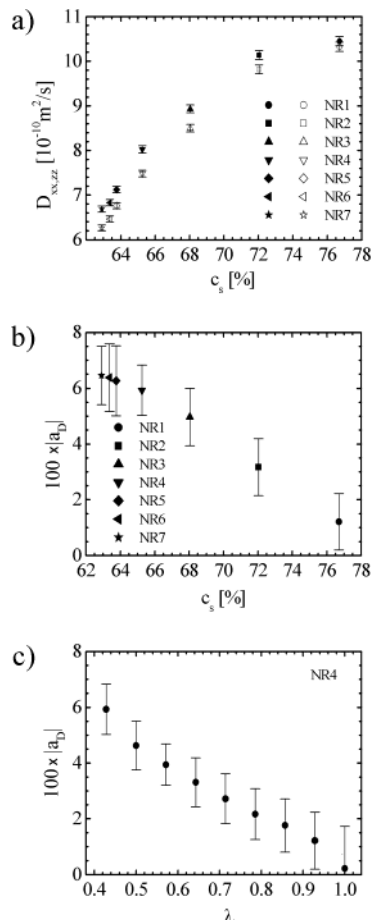 a)
11
10
9
8
7
6
D_xx,zz [10^-10 m^2/s]
NR1
NR2
NR3
NR4
NR5
NR6
NR7
64 66 68 70 72 74 76 78
c_s [%]
b)
8
6
4
2
0
100 x|a_D|
NR1
NR2
NR3
NR4
NR5
NR6
NR7
62 64 66 68 70 72 74 76 78
c_s [%]
c)
NR4
8
6
4
2
0
100 x|a_D|
0.4 0.5 0.6 0.7 0.8 0.9 1.0
λ